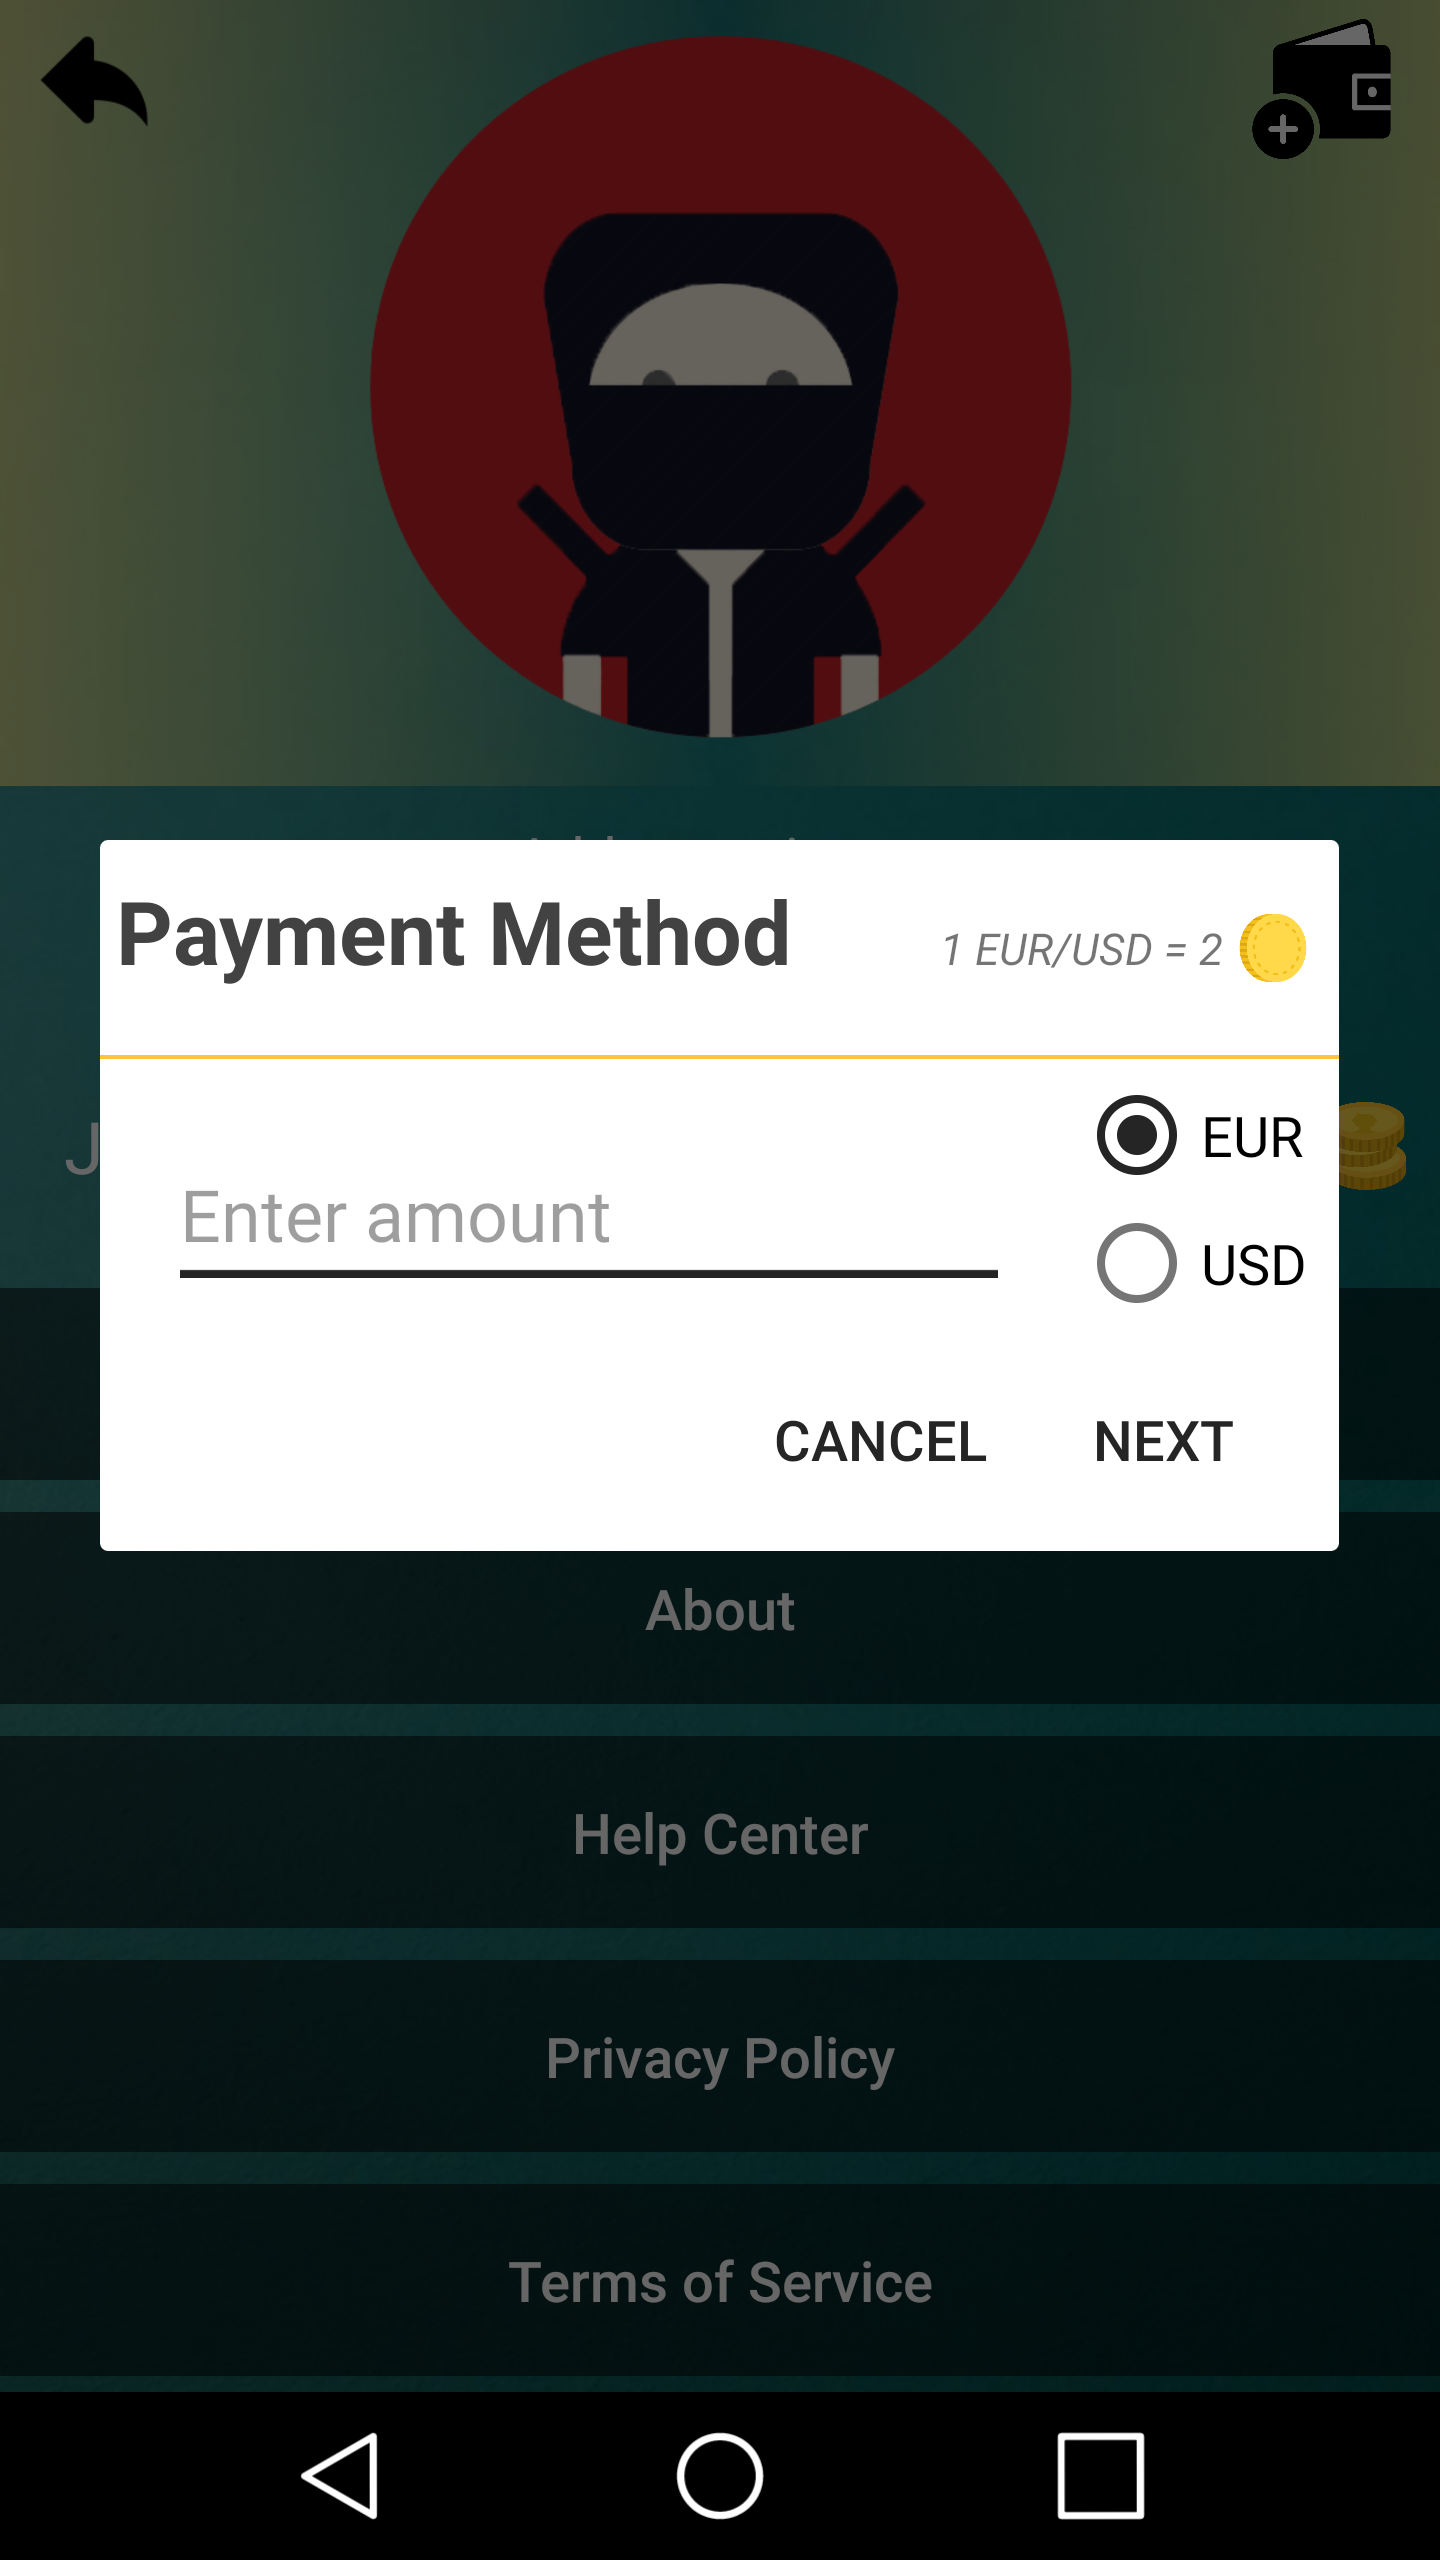 Payment Method
1 EUR/USD = 2
EUR
Enter amount
USD
CANCEL NEXT
About
Help Center
Privacy Policy
Terms of Service